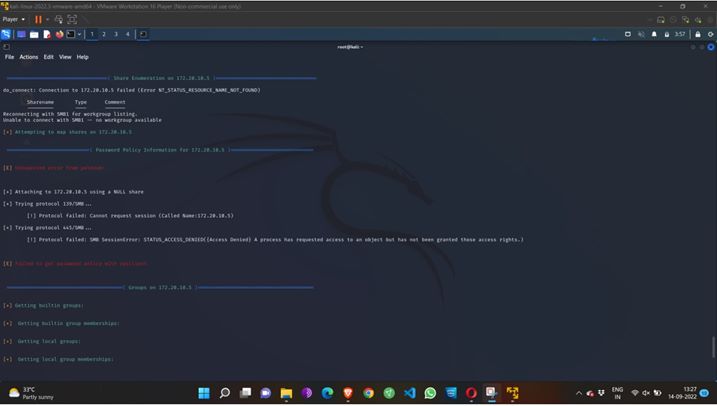 kali-linux-2022.3-vmware-amd64 - VMware Workstation 16 Player (Non-commercial use only)
Player
1 2 3 4
3:57
root@kali: ~
File Actions Edit View Help
( Share Enumeration on 172.20.10.5 )
do_connect: Connection to 172.20.10.5 failed (Error NT_STATUS_RESOURCE_NAME_NOT_FOUND)
Sharename Type Comment
Reconnecting with SMB1 for workgroup listing.
Unable to connect with SMB1 -- no workgroup available
[+] Attempting to map shares on 172.20.10.5
( Password Policy Information for 172.20.10.5 )
[E] Unexpected error from polenum:
[+] Attaching to 172.20.10.5 using a NULL share
[+] Trying protocol 139/SMB...
[!] Protocol failed: Cannot request session (Called Name:172.20.10.5)
[+] Trying protocol 445/SMB...
[!] Protocol failed: SMB SessionError: STATUS_ACCESS_DENIED({Access Denied} A process has requested access to an object but has not been granted those access rights.)
[E] Failed to get password policy with rpcclient
( Groups on 172.20.10.5 )
[+] Getting builtin groups:
[+] Getting builtin group memberships:
[+] Getting local groups:
[+] Getting local group memberships:
33°C
Partly sunny
ENG
IN
13:27
14-09-2022